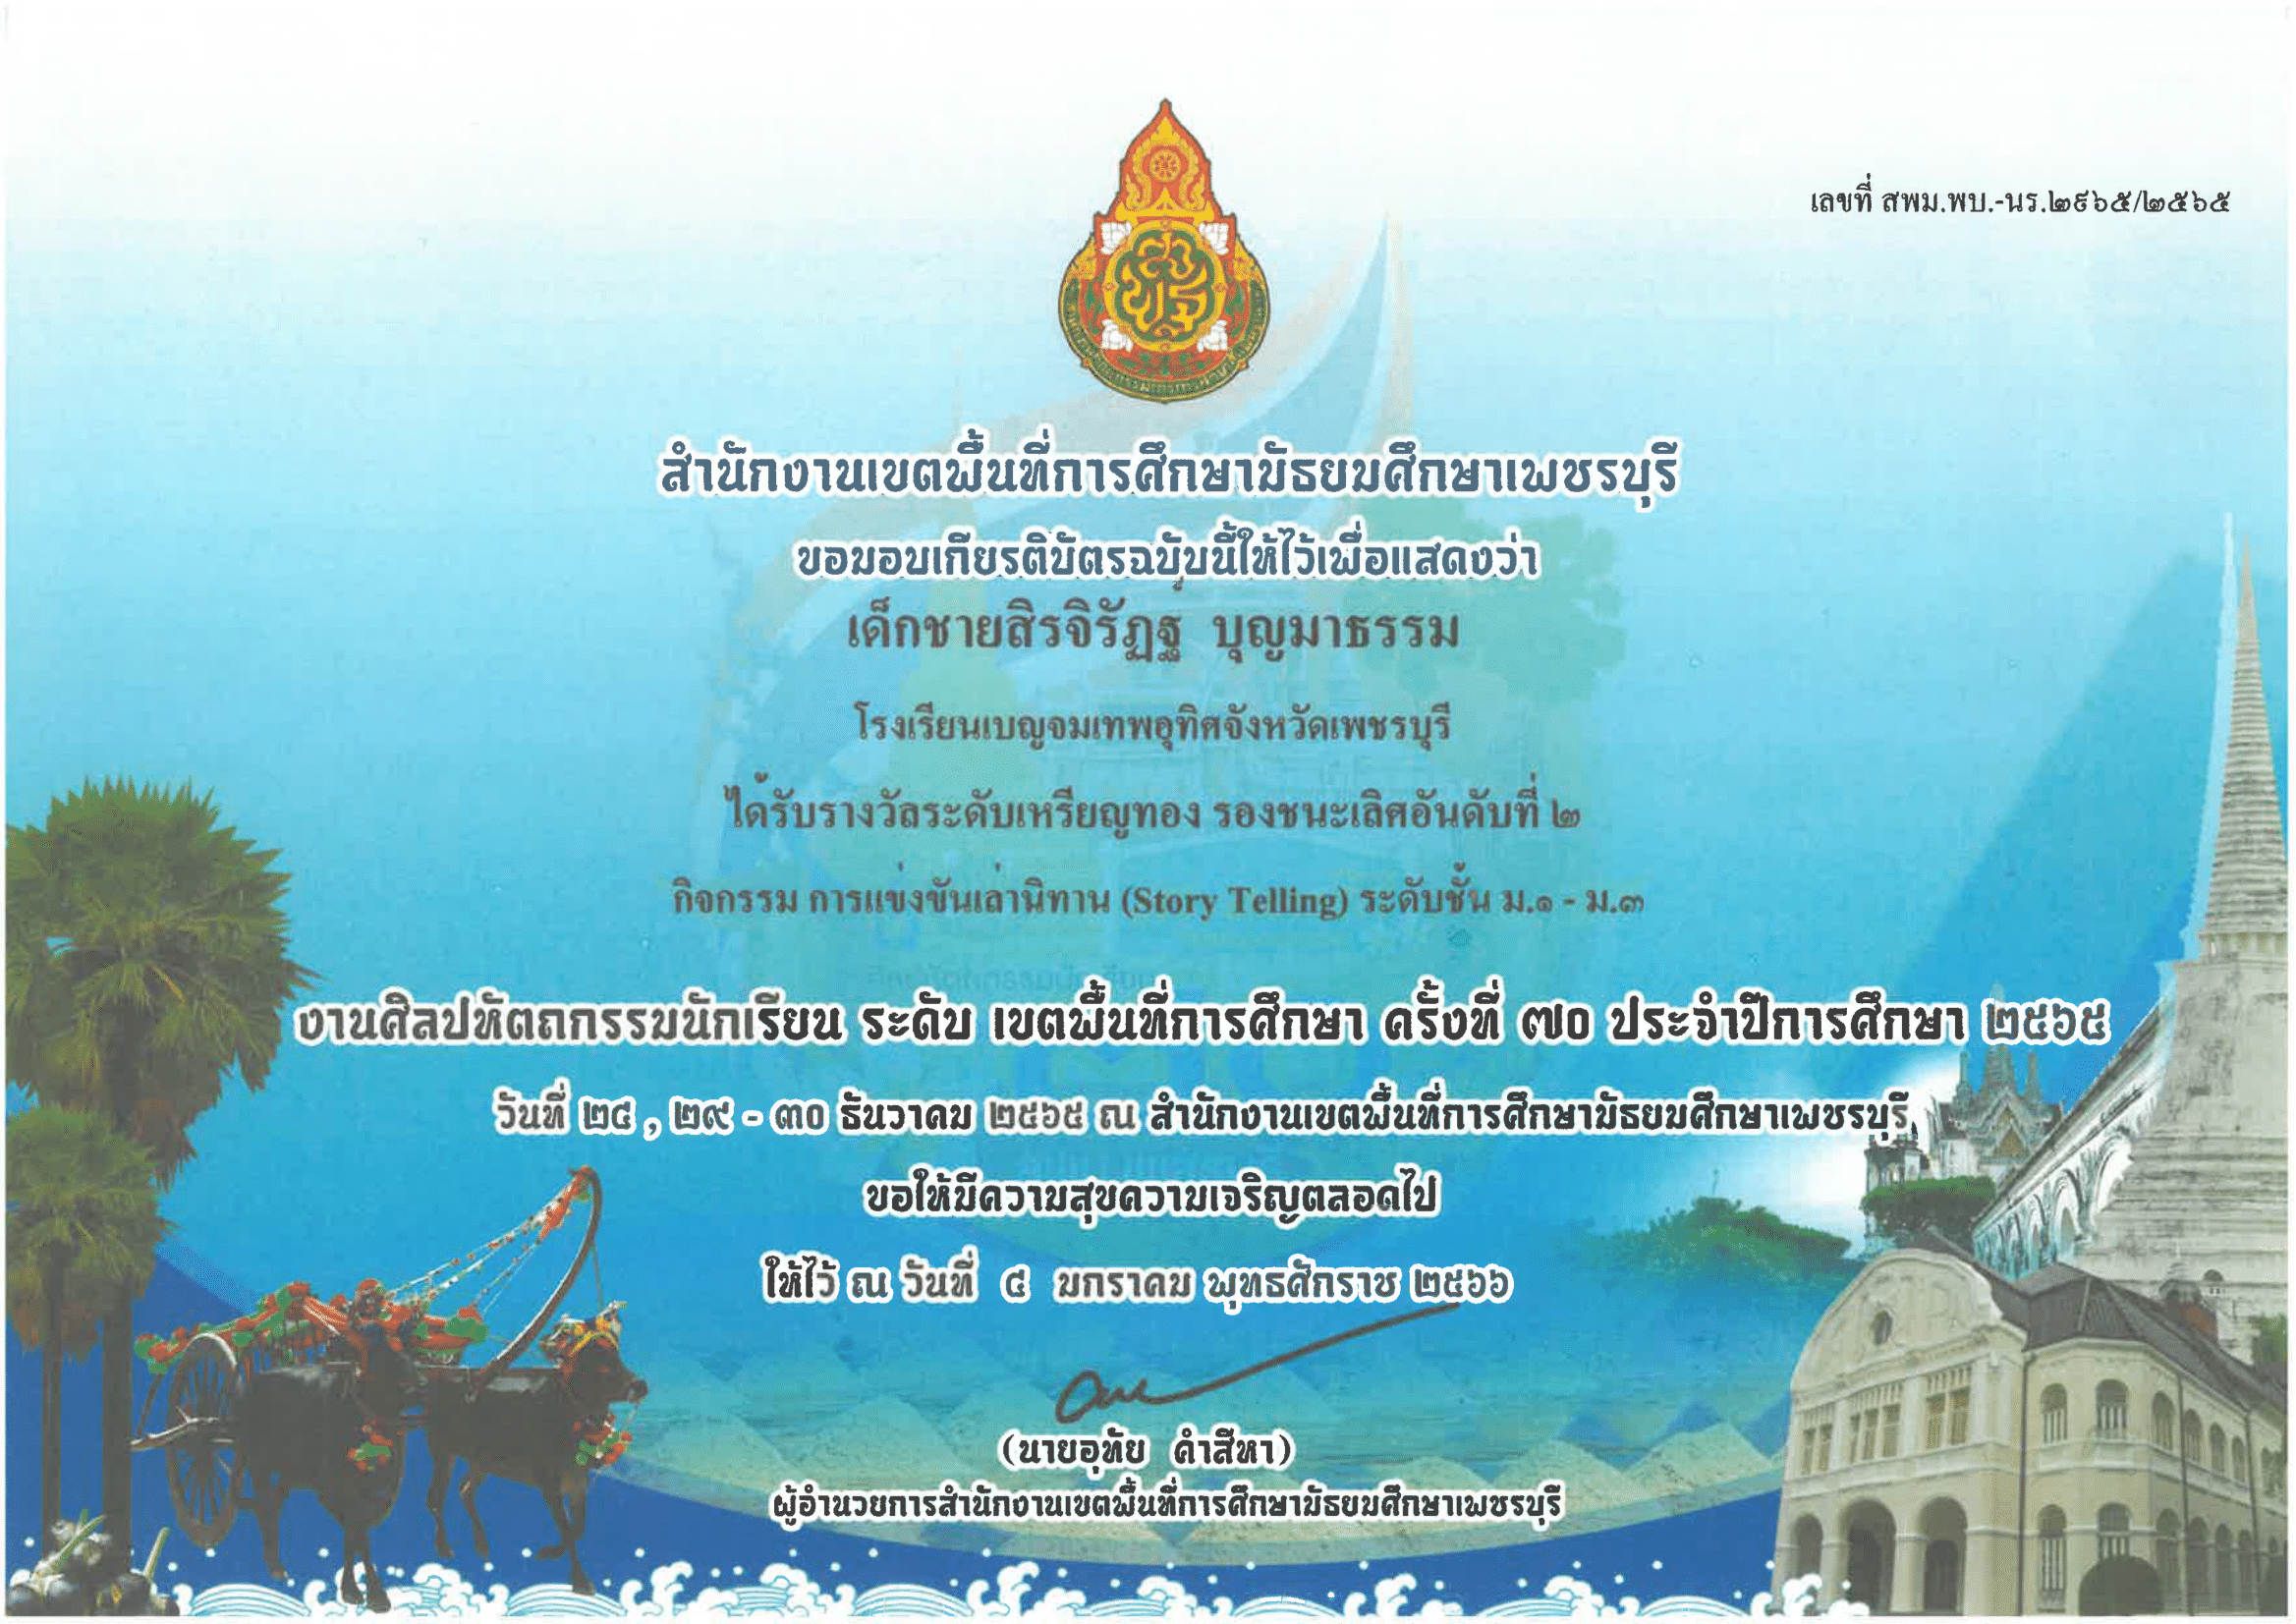 เลขที่ สพม.พบ.-นร.๒๙๖๕/๒๕๖๕
สำนักงานเขตพื้นที่การศึกษามัธยมศึกษาเพชรบุรี
ขอมอบเกียรติบัตรฉบับนี้ให้ไว้เพื่อแสดงว่า
เด็กชายสิรจิรัฏฐ์ บุญมาธรรม
โรงเรียนเบญจมเทพอุทิศจังหวัดเพชรบุรี
ได้รับรางวัลระดับเหรียญทอง รองชนะเลิศอันดับที่ ๒
กิจกรรม การแข่งขันเล่านิทาน (Story Telling) ระดับชั้น ม.๑ - ม.๓
งานศิลปหัตถกรรมนักเรียน ระดับ เขตพื้นที่การศึกษา ครั้งที่ ๗๐ ประจำปีการศึกษา ๒๕๖๕
วันที่ ๒๔ , ๒๙ - ๓๐ ธันวาคม ๒๕๖๕ ณ สำนักงานเขตพื้นที่การศึกษามัธยมศึกษาเพชรบุรี
ขอให้มีความสุขความเจริญตลอดไป
ให้ไว้ ณ วันที่ ๔ มกราคม พุทธศักราช ๒๕๖๖
(นายอุทัย คำสีหา)
ผู้อำนวยการสำนักงานเขตพื้นที่การศึกษามัธยมศึกษาเพชรบุรี